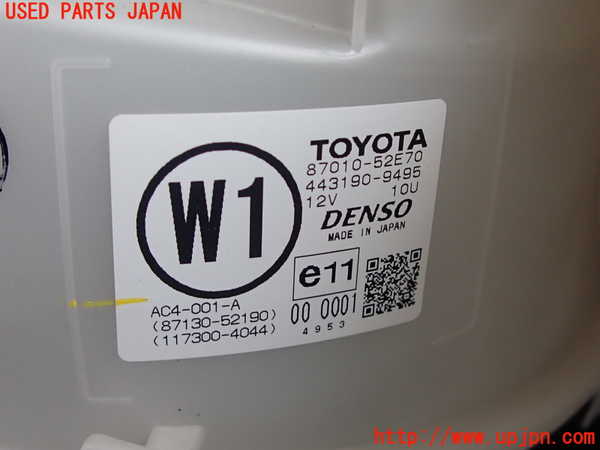 USED PARTS JAPAN
W1
TOYOTA
87010-52E70
443190-9495
12V 10U
DENSO
MADE IN JAPAN
e11
AC4-001-A
(87130-52190)
(117300-4044)
00 0001
4953
http://www.upjpn.com/